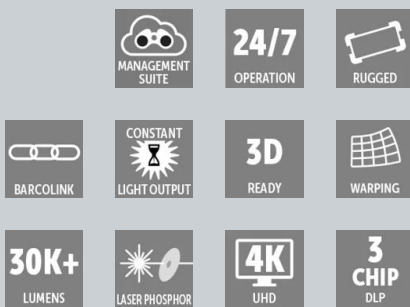 MANAGEMENT
SUITE
24/7
OPERATION
RUGGED
BARCOLINK
CONSTANT
LIGHT OUTPUT
3D
READY
WARPING
30K+
LUMENS
LASER PHOSPHOR
4K
UHD
3
CHIP
DLP